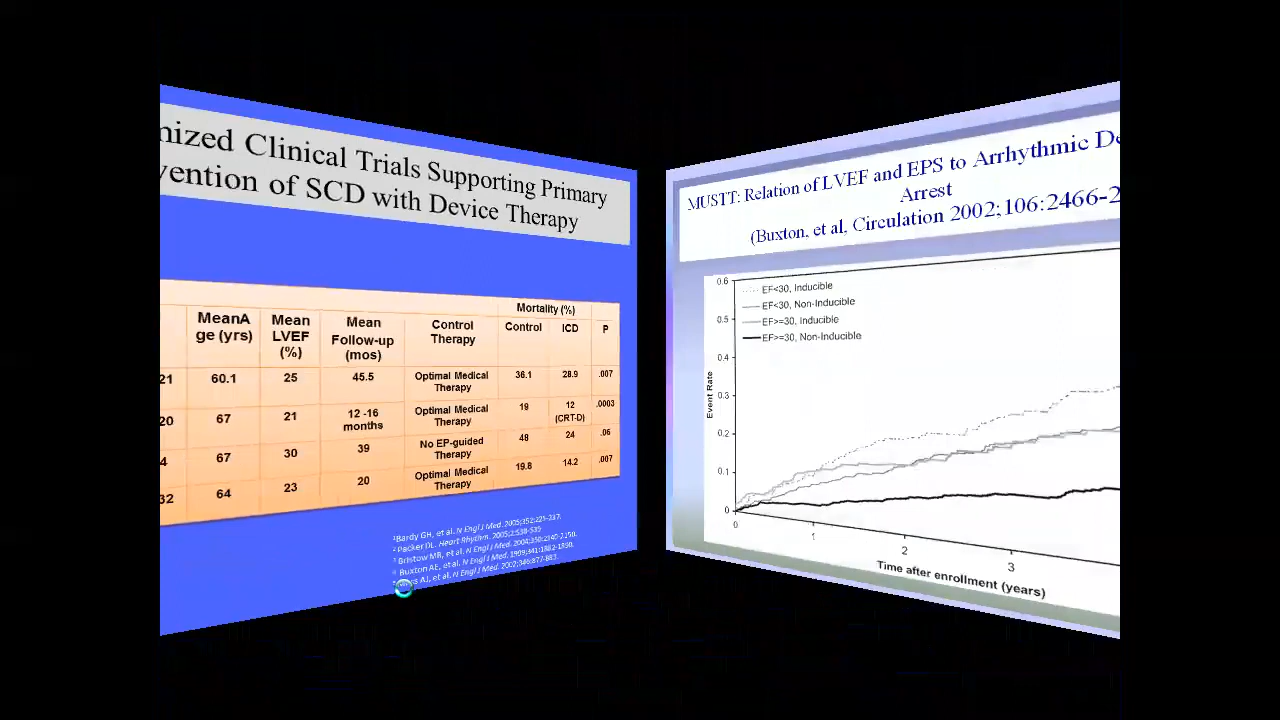 nized Clinical Trials Supporting Primary
vention of SCD with Device Therapy
Mortality (%)
MeanA ge (yrs) Mean LVEF (%) Mean Follow-up (mos) Control Therapy Control ICD P
21 60.1 25 45.5 Optimal Medical Therapy 36.1 28.9 .007
20 67 21 12 -16 months Optimal Medical Therapy 19 12 (CRT-D) .0003
4 67 30 39 No EP-guided Therapy 48 24 .06
32 64 23 20 Optimal Medical Therapy 19.8 14.2 .007
Bardy GH, et al. N Engl J Med. 2005;352:225-237.
Packer DL. Heart Rhythm. 2005;2:S38-S39
Bristow MR, et al. N Engl J Med. 2004;350:2140-2150.
Buxton AE, et al. N Engl J Med. 1999;341:1882-1890.
AJ, et al. N Engl J Med. 2002;346:877-883.
MUSTT: Relation of LVEF and EPS to Arrhythmic De
Arrest
(Buxton, et al, Circulation 2002;106:2466-2
EF<30, Inducible
EF<30, Non-Inducible
EF>=30, Inducible
EF>=30, Non-Inducible
Event Rate
0.6
0.5
0.4
0.3
0.2
0.1
0
0 1 2 3
Time after enrollment (years)